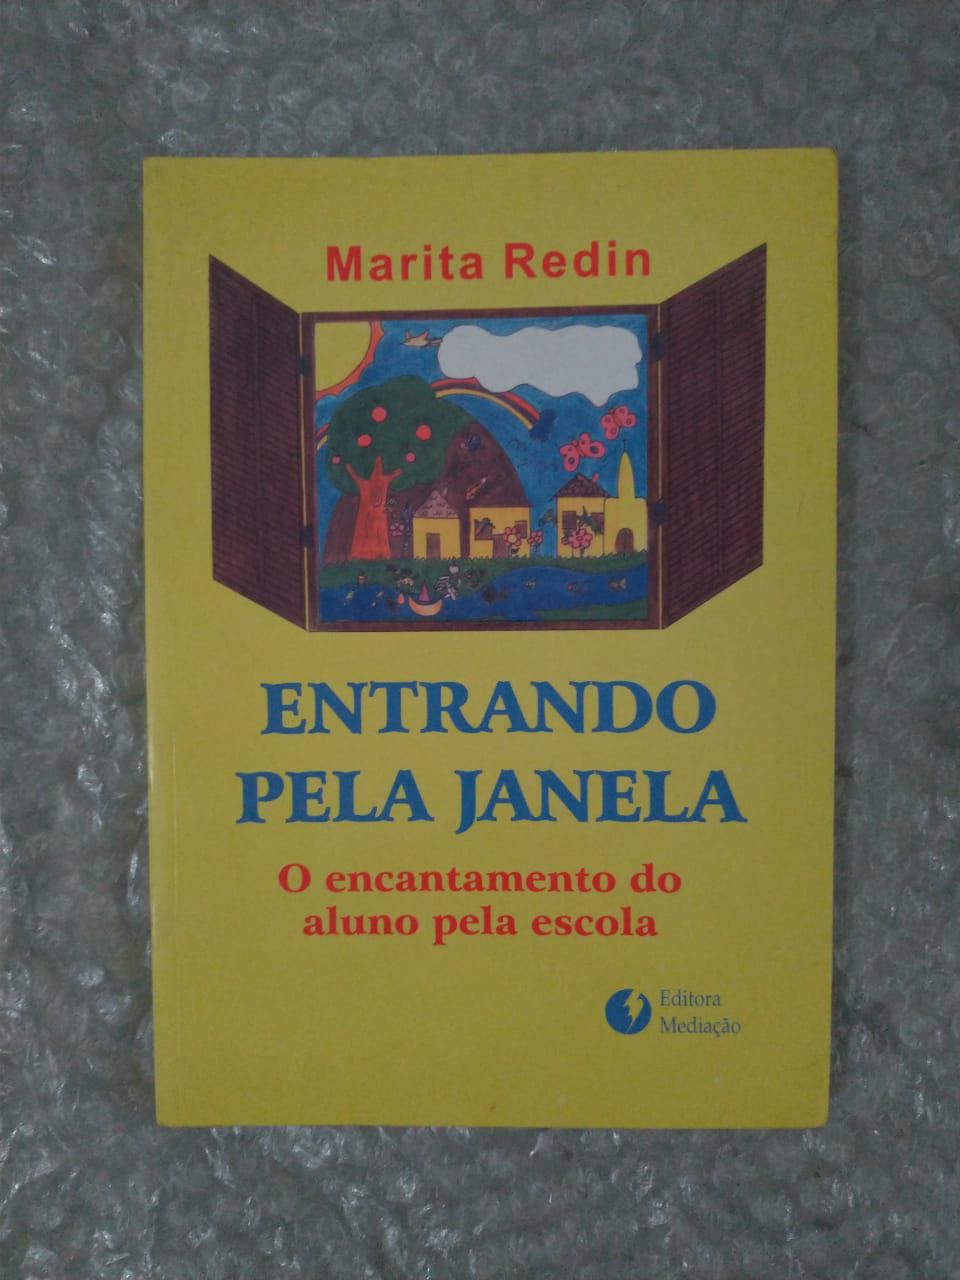 Marita Redin
ENTRANDO
PELA JANELA
O encantamento do
aluno pela escola
Editora
Mediação